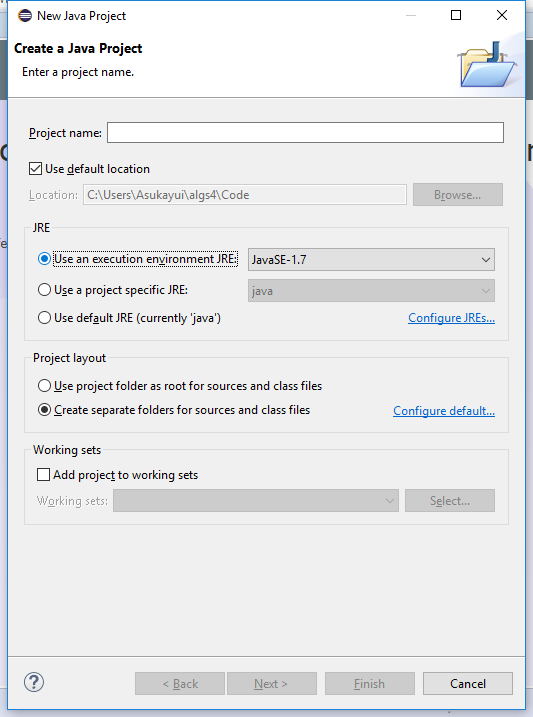 New Java Project
Create a Java Project
Enter a project name.
Project name:
Use default location
Location: C:\Users\Asukayui\algs4\Code Browse...
JRE
Use an execution environment JRE: JavaSE-1.7
Use a project specific JRE: java
Use default JRE (currently 'java') Configure JREs...
Project layout
Use project folder as root for sources and class files
Create separate folders for sources and class files Configure default...
Working sets
Add project to working sets
Working sets: Select...
? < Back Next > Finish Cancel